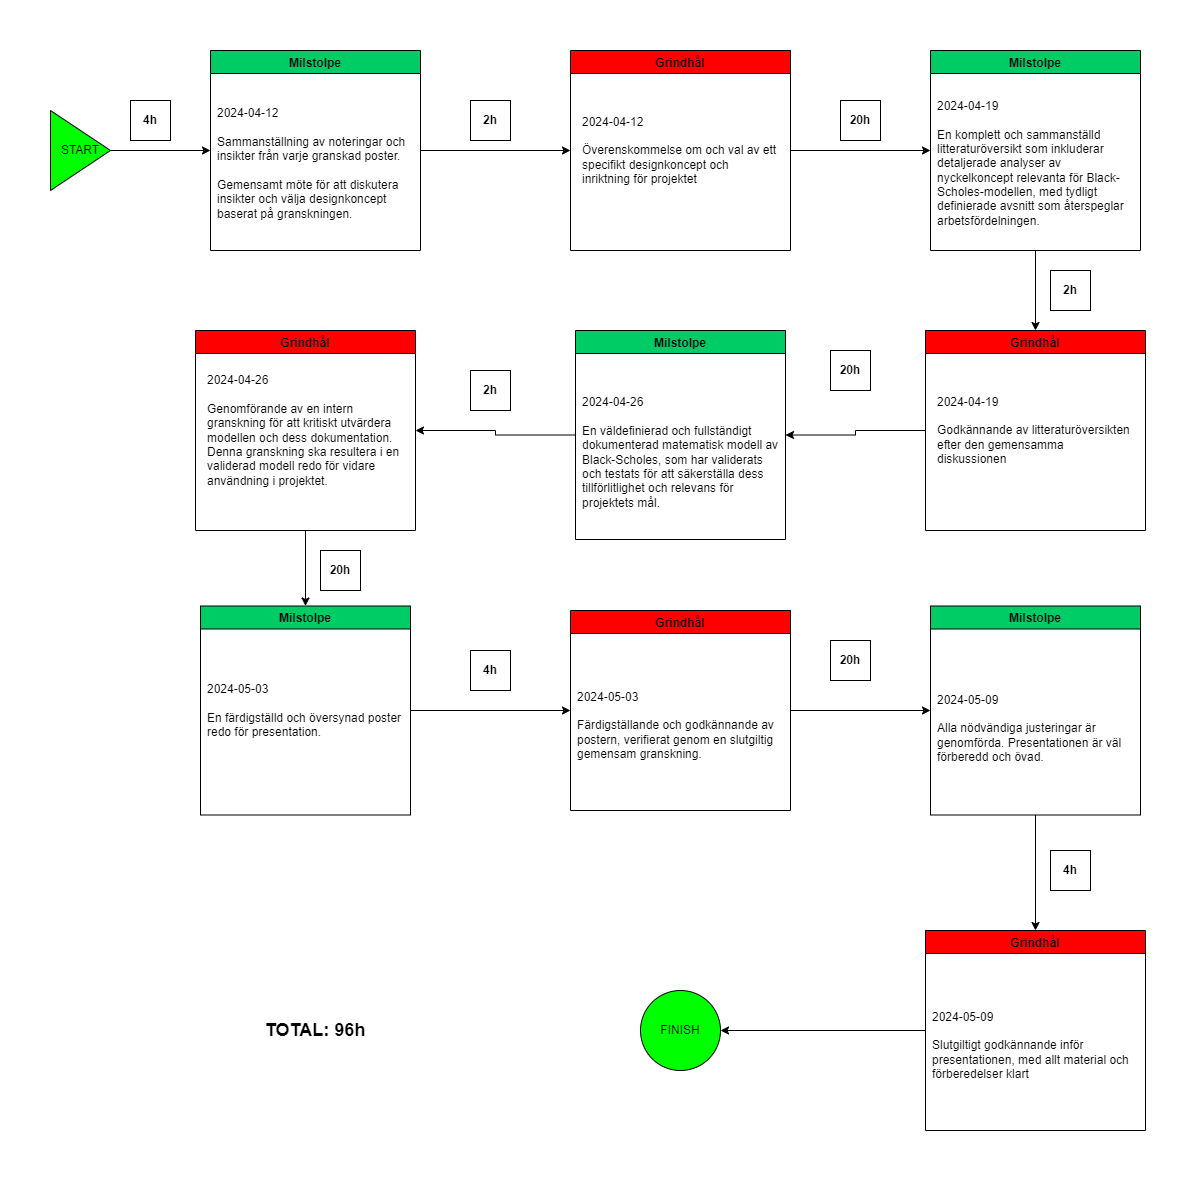 START
4h
Milstolpe
2024-04-12
Sammanställning av noteringar och
insikter från varje granskad poster.
Gemensamt möte för att diskutera
insikter och välja designkoncept
baserat på granskningen.
2h
Grindhål
2024-04-12
Överenskommelse om och val av ett
specifikt designkoncept och
inriktning för projektet
20h
Milstolpe
2024-04-19
En komplett och sammanställd
litteraturöversikt som inkluderar
detaljerade analyser av
nyckelkoncept relevanta för Black-
Scholes-modellen, med tydligt
definierade avsnitt som återspeglar
arbetsfördelningen.
2h
Grindhål
2024-04-19
Godkännande av litteraturöversikten
efter den gemensamma
diskussionen
20h
Milstolpe
2024-04-26
En väldefinierad och fullständigt
dokumenterad matematisk modell av
Black-Scholes, som har validerats
och testats för att säkerställa dess
tillförlitlighet och relevans för
projektets mål.
2h
Grindhål
2024-04-26
Genomförande av en intern
granskning för att kritiskt utvärdera
modellen och dess dokumentation.
Denna granskning ska resultera i en
validerad modell redo för vidare
användning i projektet.
20h
Milstolpe
2024-05-03
En färdigställd och översynad poster
redo för presentation.
4h
Grindhål
2024-05-03
Färdigställande och godkännande av
postern, verifierat genom en slutgiltig
gemensam granskning.
20h
Milstolpe
2024-05-09
Alla nödvändiga justeringar är
genomförda. Presentationen är väl
förberedd och övad.
4h
Grindhål
2024-05-09
Slutgiltigt godkännande inför
presentationen, med allt material och
förberedelser klart
FINISH
TOTAL: 96h